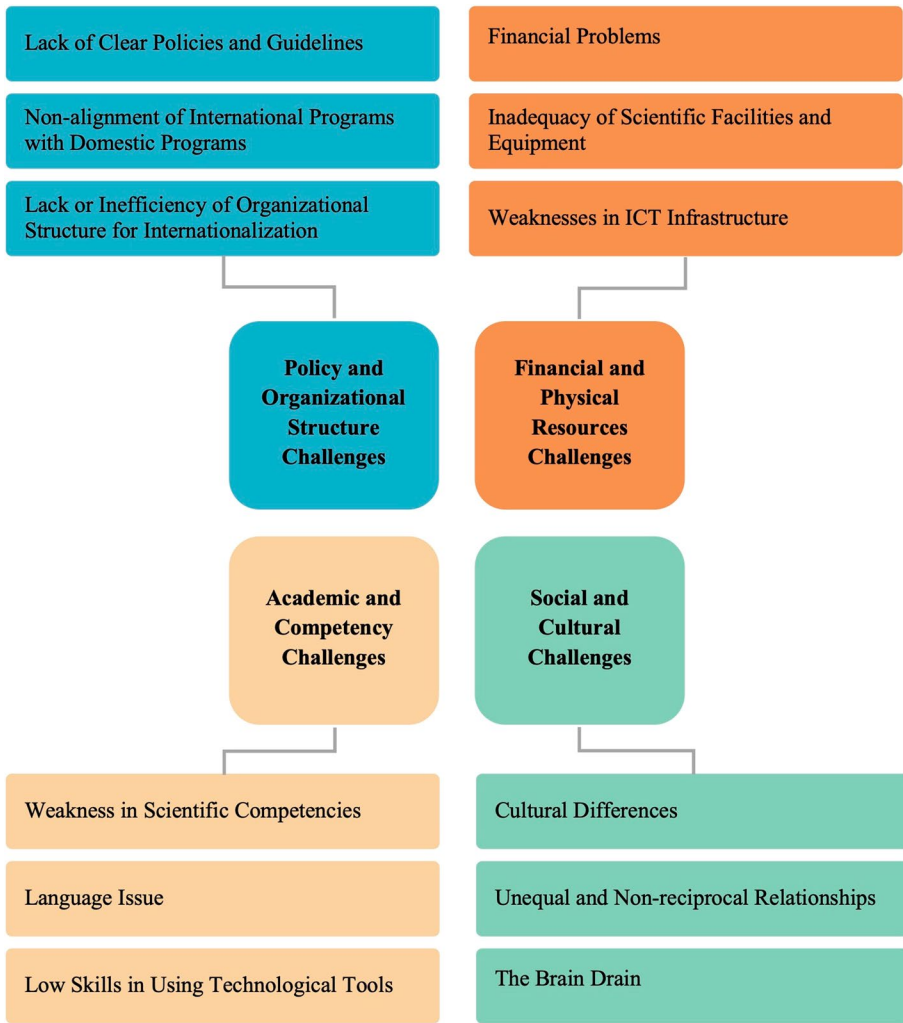 Lack of Clear Policies and Guidelines
Non-alignment of International Programs
with Domestic Programs
Lack or Inefficiency of Organizational
Structure for Internationalization
Financial Problems
Inadequacy of Scientific Facilities and
Equipment
Weaknesses in ICT Infrastructure
Policy and
Organizational
Structure
Challenges
Financial and
Physical
Resources
Challenges
Academic and
Competency
Challenges
Social and
Cultural
Challenges
Weakness in Scientific Competencies
Language Issue
Low Skills in Using Technological Tools
Cultural Differences
Unequal and Non-reciprocal Relationships
The Brain Drain